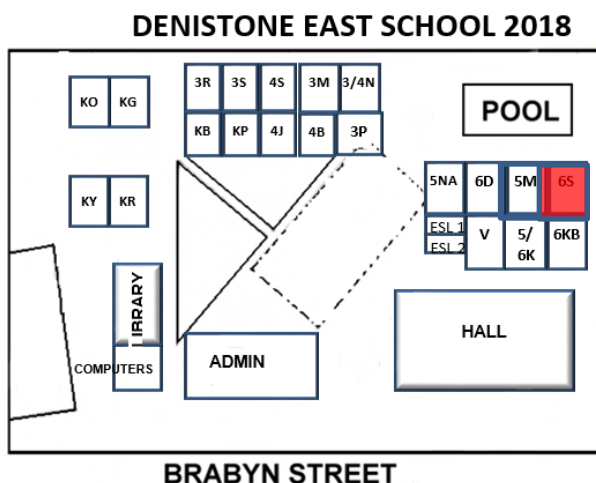 DENISTONE EAST SCHOOL 2018
3R 3S 4S 3M 3/4N
KO KG
POOL
KB KP 4J 4B 3P
5NA 6D 5M 6S
KY KR
ESL 1
V 5/ 6KB
6K
ESL 2
LIBRARY
HALL
ADMIN
COMPUTERS
BRABYN STREET